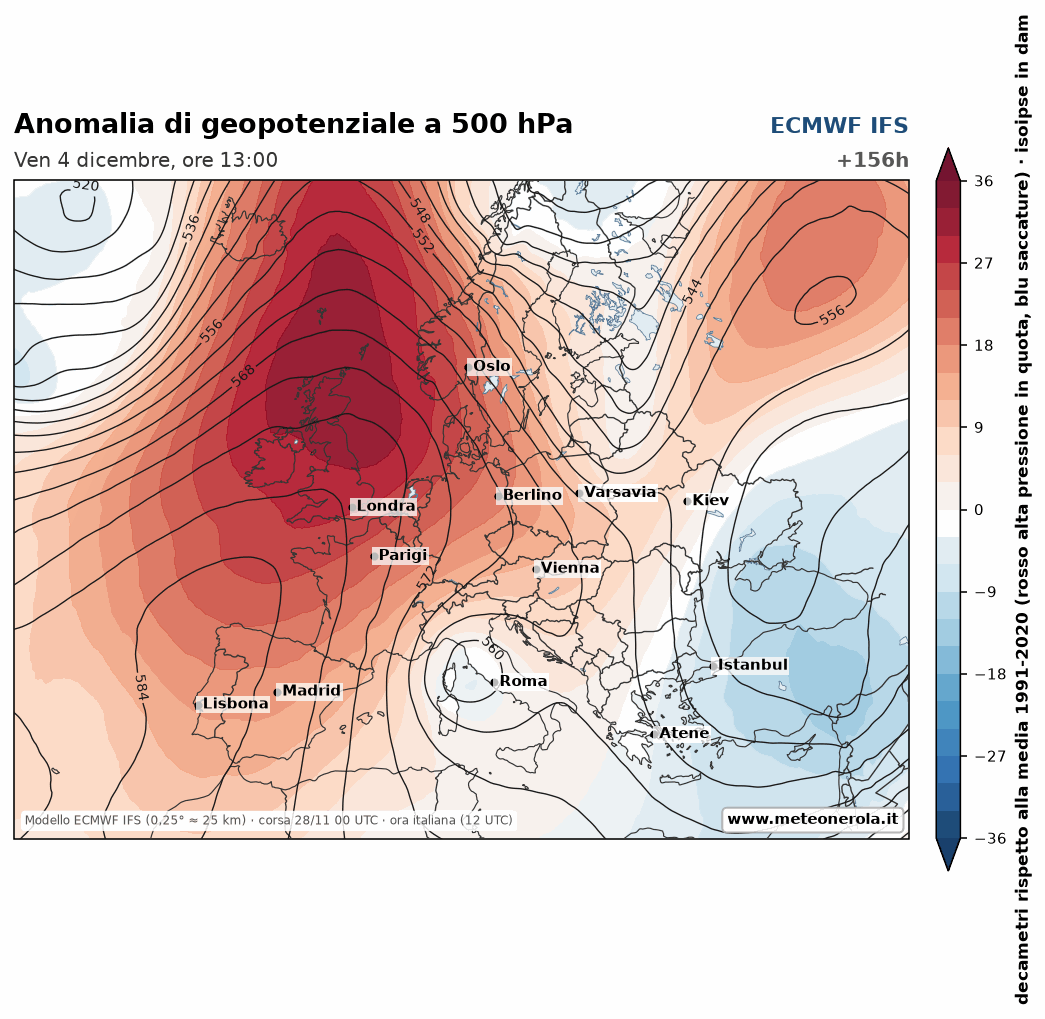 Anomalia di geopotenziale a 500 hPa
ECMWF IFS
Ven 4 dicembre, ore 13:00
+156h
520
536
548
552
556
568
544
556
Oslo
Berlino
Varsavia
Kiev
Londra
Parigi
Vienna
572
560
Roma
Istanbul
584
Madrid
Lisbona
Atene
Modello ECMWF IFS (0,25° ≈ 25 km) · corsa 28/11 00 UTC · ora italiana (12 UTC)
www.meteonerola.it
36
27
18
9
0
−9
−18
−27
−36
decametri rispetto alla media 1991-2020 (rosso alta pressione in quota, blu saccature) · isoipse in dam